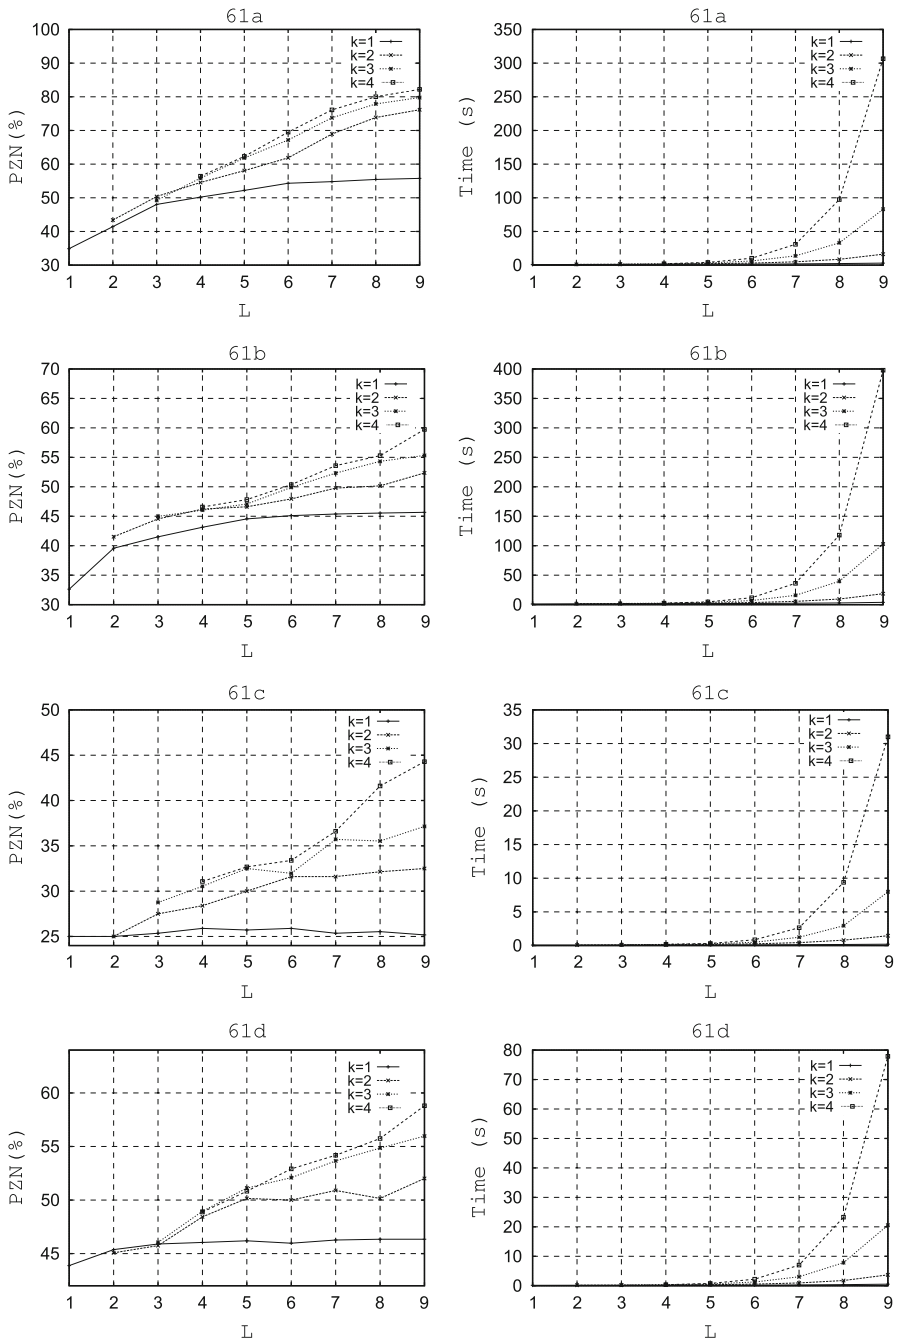 61a
100
90
80
70
60
50
40
30
PZN(%)
k=1
k=2
k=3
k=4
1 2 3 4 5 6 7 8 9
L
61a
350
300
250
200
150
100
50
0
Time (s)
k=1
k=2
k=3
k=4
1 2 3 4 5 6 7 8 9
L
61b
70
65
60
55
50
45
40
35
30
PZN(%)
k=1
k=2
k=3
k=4
1 2 3 4 5 6 7 8 9
L
61b
400
350
300
250
200
150
100
50
0
Time (s)
k=1
k=2
k=3
k=4
1 2 3 4 5 6 7 8 9
L
61c
50
45
40
35
30
25
PZN(%)
k=1
k=2
k=3
k=4
1 2 3 4 5 6 7 8 9
L
61c
35
30
25
20
15
10
5
0
Time (s)
k=1
k=2
k=3
k=4
1 2 3 4 5 6 7 8 9
L
61d
60
55
50
45
PZN(%)
k=1
k=2
k=3
k=4
1 2 3 4 5 6 7 8 9
L
61d
80
70
60
50
40
30
20
10
0
Time (s)
k=1
k=2
k=3
k=4
1 2 3 4 5 6 7 8 9
L